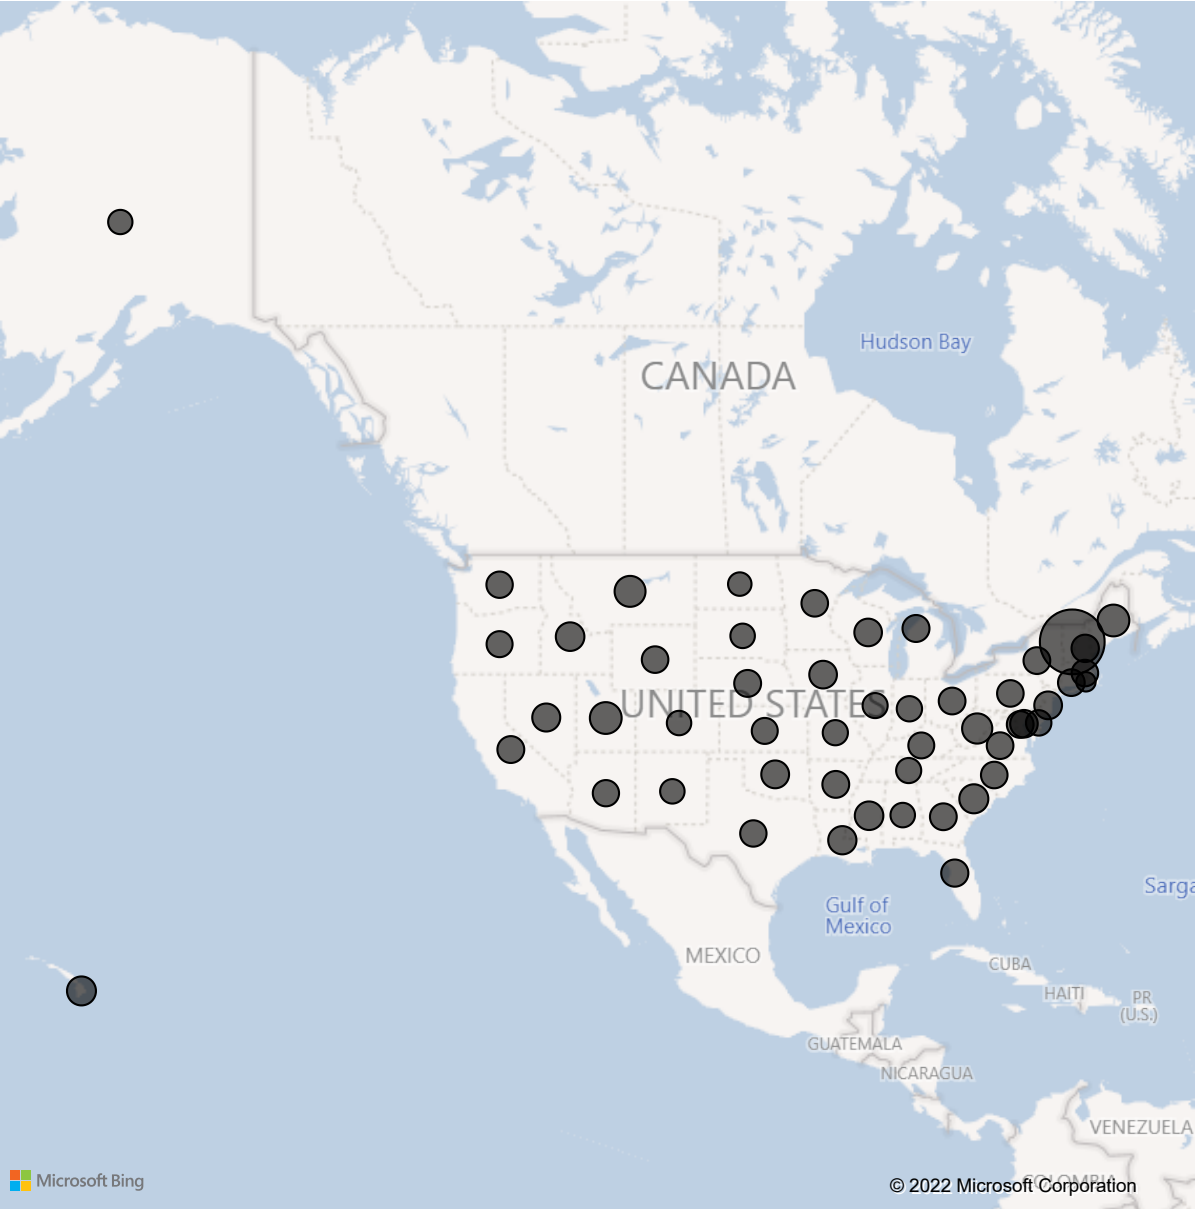 Hudson Bay
CANADA
UNITED STATES
Sarga
Gulf of
Mexico
MEXICO
CUBA
HAITI
PR
(U.S.)
GUATEMALA
NICARAGUA
VENEZUELA
COLOMBIA
Microsoft Bing
© 2022 Microsoft Corporation